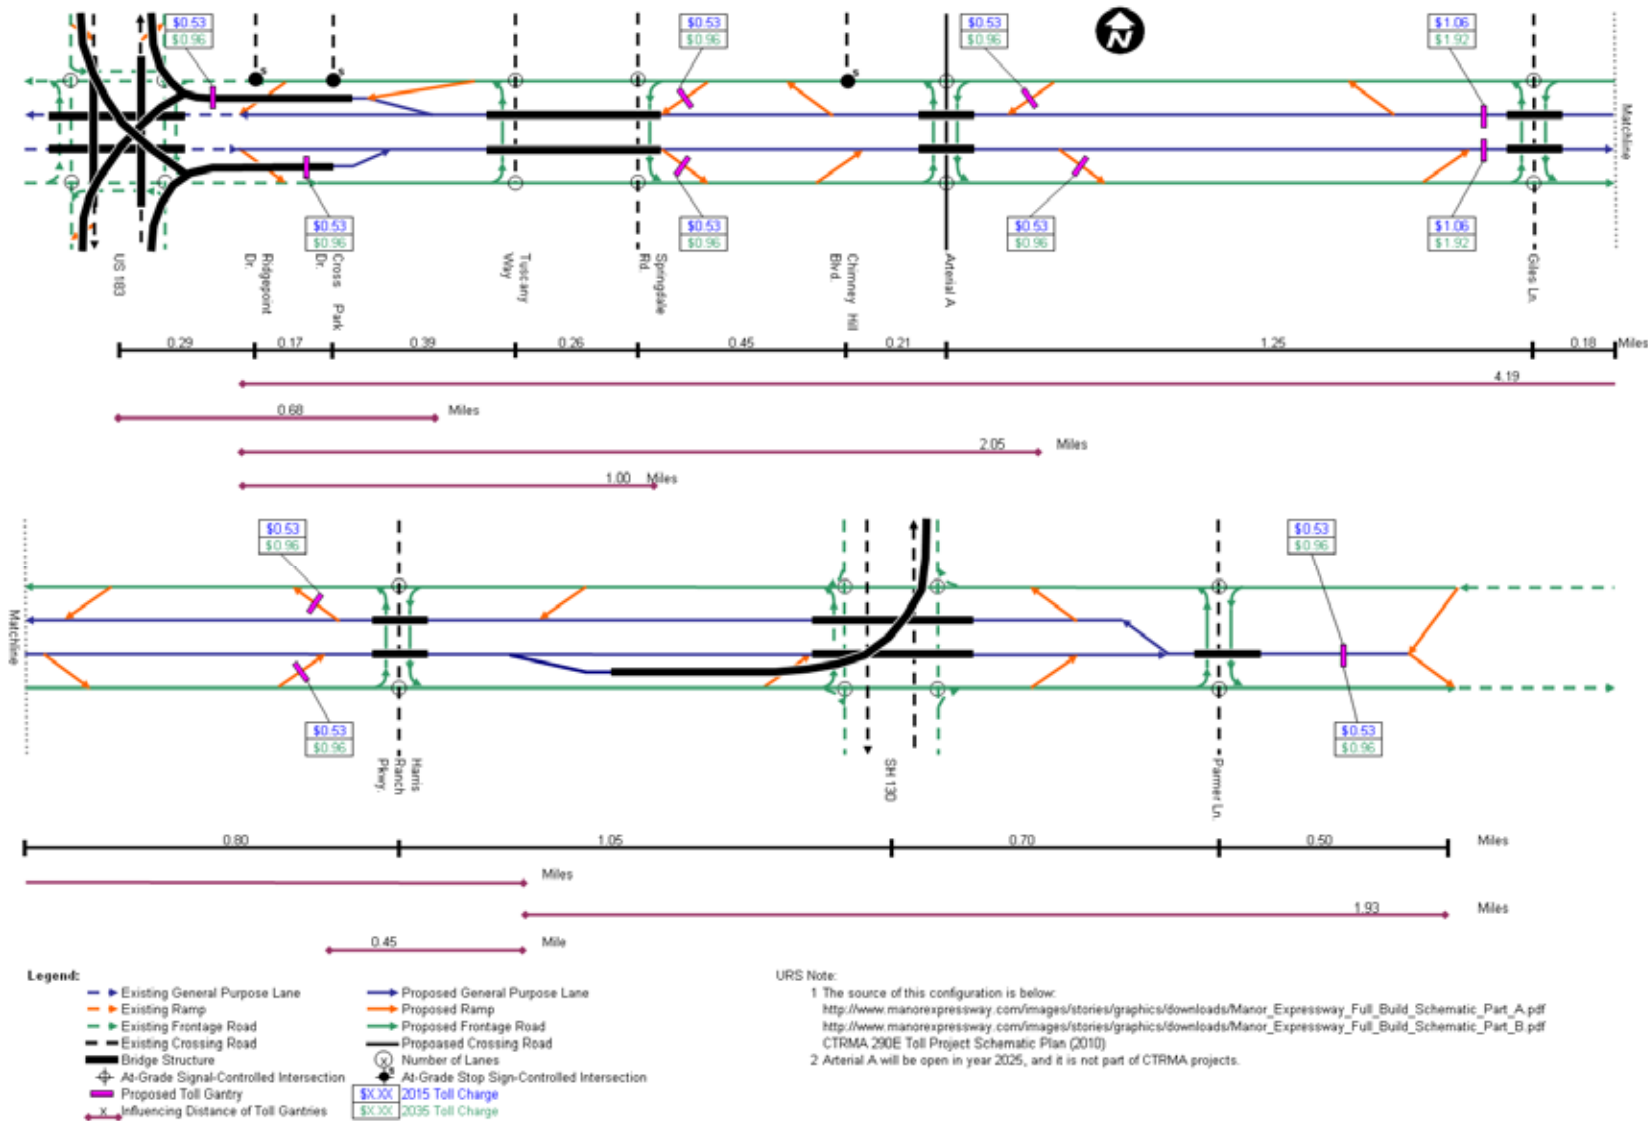 $0.53
$0.96
$0.53
$0.96
$0.53
$0.96
$1.06
$1.92
N
s
s
s
Matchline
$0.53
$0.96
$0.53
$0.96
$0.53
$0.96
$1.06
$1.92
US 183
Ridgepoint
Dr.
Cross Park
Dr.
Tuscany
Way
Springdale
Rd.
Chimney Hill
Blvd.
Arterial A
Giles Ln.
0.29 0.17 0.39 0.26 0.45 0.21 1.25 0.18 Miles
4.19
0.68 Miles
2.05 Miles
1.00 Miles
$0.53
$0.96
$0.53
$0.96
Matchline
$0.53
$0.96
$0.53
$0.96
Harris
Ranch
Pkwy.
SH 130
Parmer Ln.
0.80 1.05 0.70 0.50 Miles
Miles
1.93 Miles
0.45 Mile
Legend:
Existing General Purpose Lane
Existing Ramp
Existing Frontage Road
Existing Crossing Road
Bridge Structure
At-Grade Signal-Controlled Intersection
Proposed Toll Gantry
x Influencing Distance of Toll Gantries
Proposed General Purpose Lane
Proposed Ramp
Proposed Frontage Road
Propoased Crossing Road
x Number of Lanes
s At-Grade Stop Sign-Controlled Intersection
$X.XX 2015 Toll Charge
$X.XX 2035 Toll Charge
URS Note:
1 The source of this configuration is below:
http://www.manorexpressway.com/images/stories/graphics/downloads/Manor_Expressway_Full_Build_Schematic_Part_A.pdf
http://www.manorexpressway.com/images/stories/graphics/downloads/Manor_Expressway_Full_Build_Schematic_Part_B.pdf
CTRMA 290E Toll Project Schematic Plan (2010)
2 Arterial A will be open in year 2025, and it is not part of CTRMA projects.